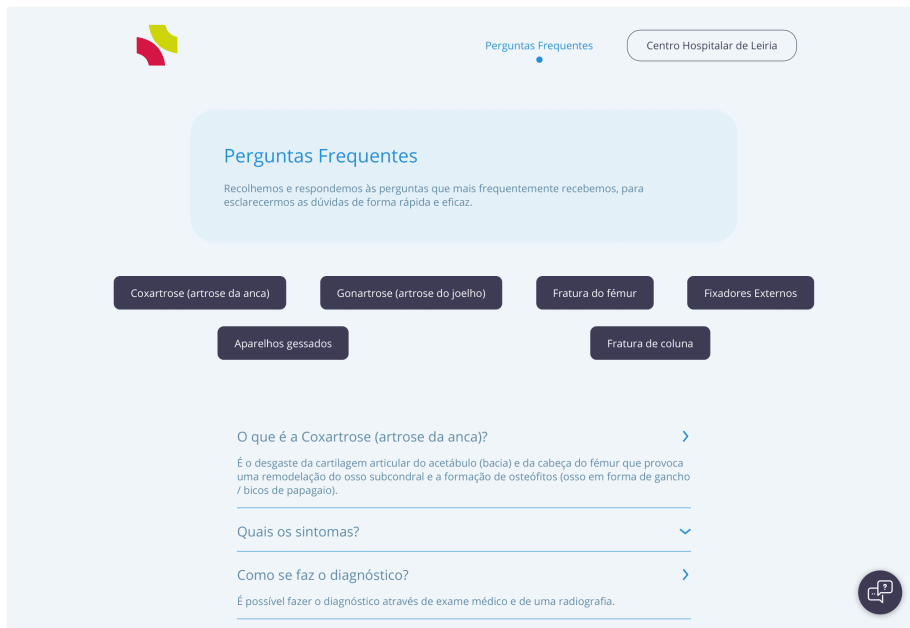 Perguntas Frequentes
Centro Hospitalar de Leiria
Perguntas Frequentes
Recolhemos e respondemos às perguntas que mais frequentemente recebemos, para
esclarecermos as dúvidas de forma rápida e eficaz.
Coxartrose (artrose da anca)
Gonartrose (artrose do joelho)
Fratura do fémur
Fixadores Externos
Aparelhos gessados
Fratura de coluna
O que é a Coxartrose (artrose da anca)?
É o desgaste da cartilagem articular do acetábulo (bacia) e da cabeça do fémur que provoca
uma remodelação do osso subcondral e a formação de osteófitos (osso em forma de gancho
/ bicos de papagaio).
Quais os sintomas?
Como se faz o diagnóstico?
É possível fazer o diagnóstico através de exame médico e de uma radiografia.